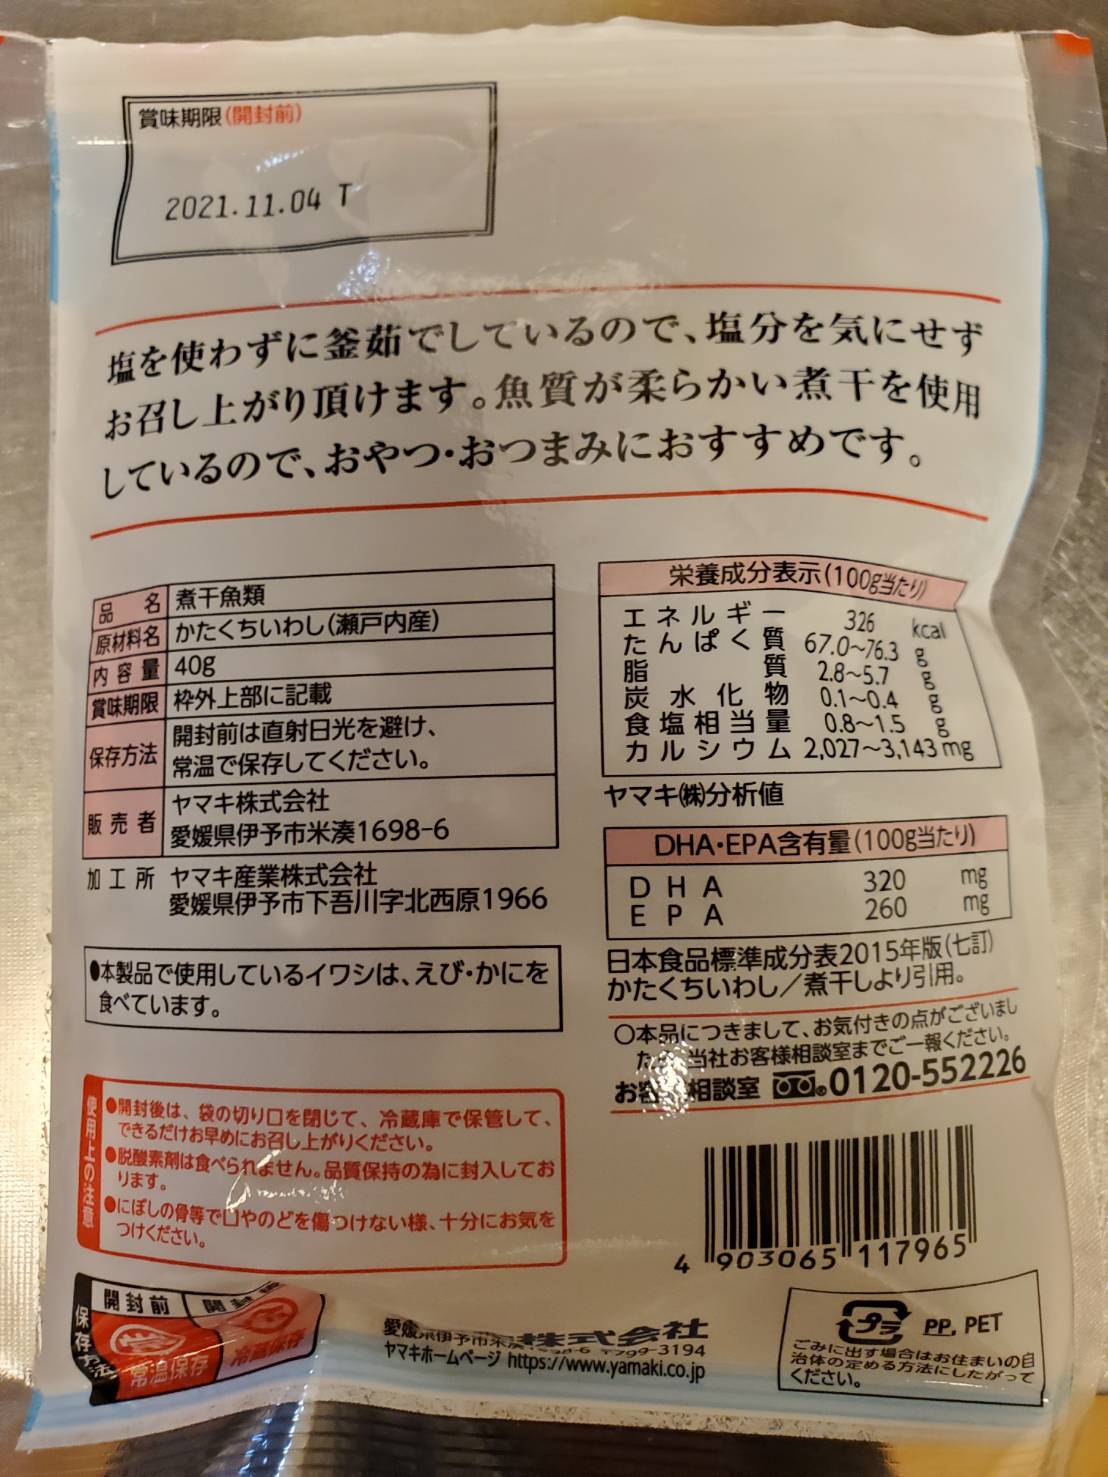 賞味期限(開封前)
2021.11.04 T
塩を使わずに釜茹でしているので、塩分を気にせず
お召し上がり頂けます。魚質が柔らかい煮干を使用
しているので、おやつ・おつまみにおすすめです。
品名 煮干魚類
原材料名 かたくちいわし(瀬戸内産)
内容量 40g
賞味期限 枠外上部に記載
保存方法 開封前は直射日光を避け、
常温で保存してください。
販売者 ヤマキ株式会社
愛媛県伊予市米湊1698-6
加工所 ヤマキ産業株式会社
愛媛県伊予市下吾川字北西原1966
●本製品で使用しているイワシは、えび・かにを
食べています。
使用上の注意
●開封後は、袋の切り口を閉じて、冷蔵庫で保管して、
できるだけお早めにお召し上がりください。
●脱酸素剤は食べられません。品質保持の為に封入してお
ります。
●にぼしの骨等で口やのどを傷つけない様、十分にお気を
つけください。
栄養成分表示(100g当たり)
エネルギー 326 kcal
たんぱく質 67.0~76.3 g
脂質 2.8~5.7 g
炭水化物 0.1~0.4 g
食塩相当量 0.8~1.5 g
カルシウム 2,027~3,143 mg
ヤマキ㈱分析値
DHA・EPA含有量(100g当たり)
DHA 320 mg
EPA 260 mg
日本食品標準成分表2015年版(七訂)
かたくちいわし/煮干しより引用。
○本品につきまして、お気付きの点がございまし
た 当社お客様相談室までご一報ください。
お客 相談室 0120-552226
4 903065 117965
保存方法
開封前 開封
常温保存 冷蔵保存
株式会社
愛媛県伊予市米湊 -6 〒799-3194
ヤマキホームページ https://www.yamaki.co.jp
プラ PP, PET
ごみに出す場合はお住まいの自
治体の定める方法にしたがって
ください。